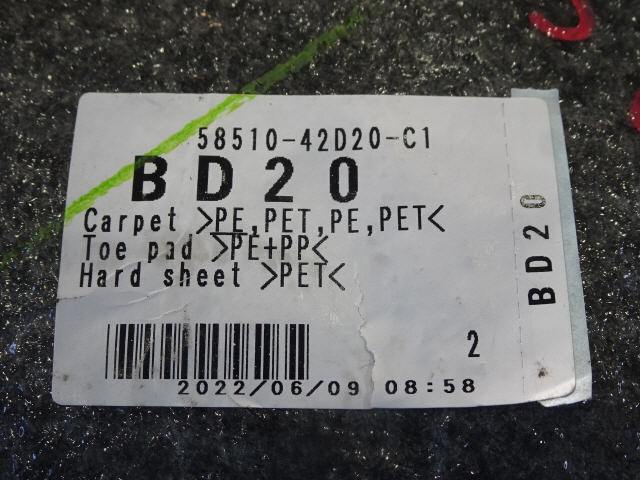 58510-42D20-C1
BD20
Carpet >PE,PET,PE,PET<
Toe pad >PE+PP<
Hard sheet >PET<
2
2022/06/09 08:58
BD20